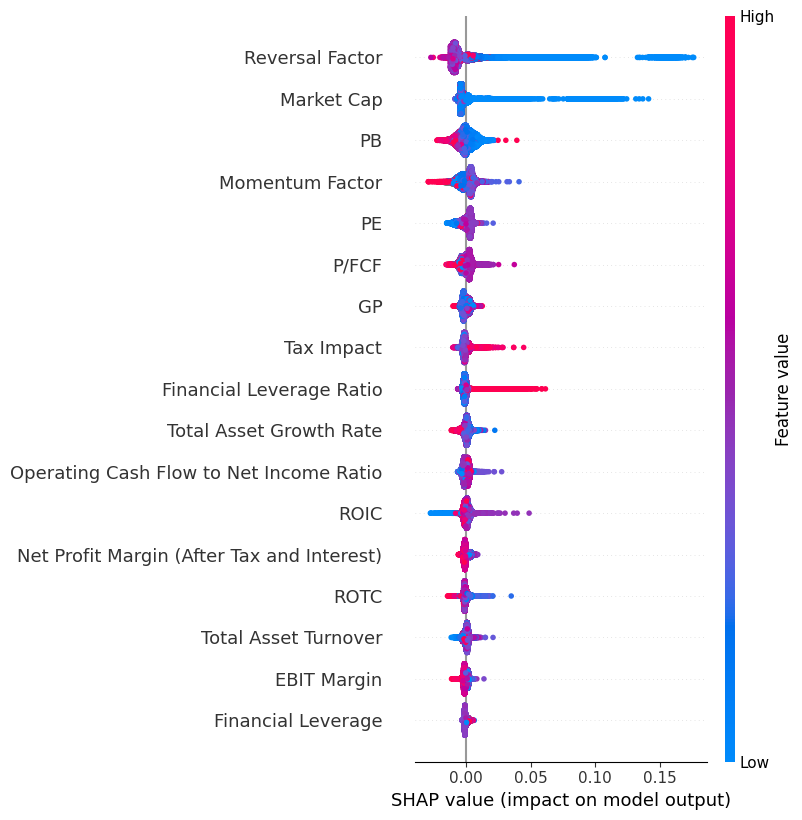 High
Reversal Factor
Market Cap
PB
Momentum Factor
PE
P/FCF
GP
Tax Impact
Financial Leverage Ratio
Total Asset Growth Rate
Operating Cash Flow to Net Income Ratio
ROIC
Net Profit Margin (After Tax and Interest)
ROTC
Total Asset Turnover
EBIT Margin
Financial Leverage
Feature value
Low
0.00 0.05 0.10 0.15
SHAP value (impact on model output)